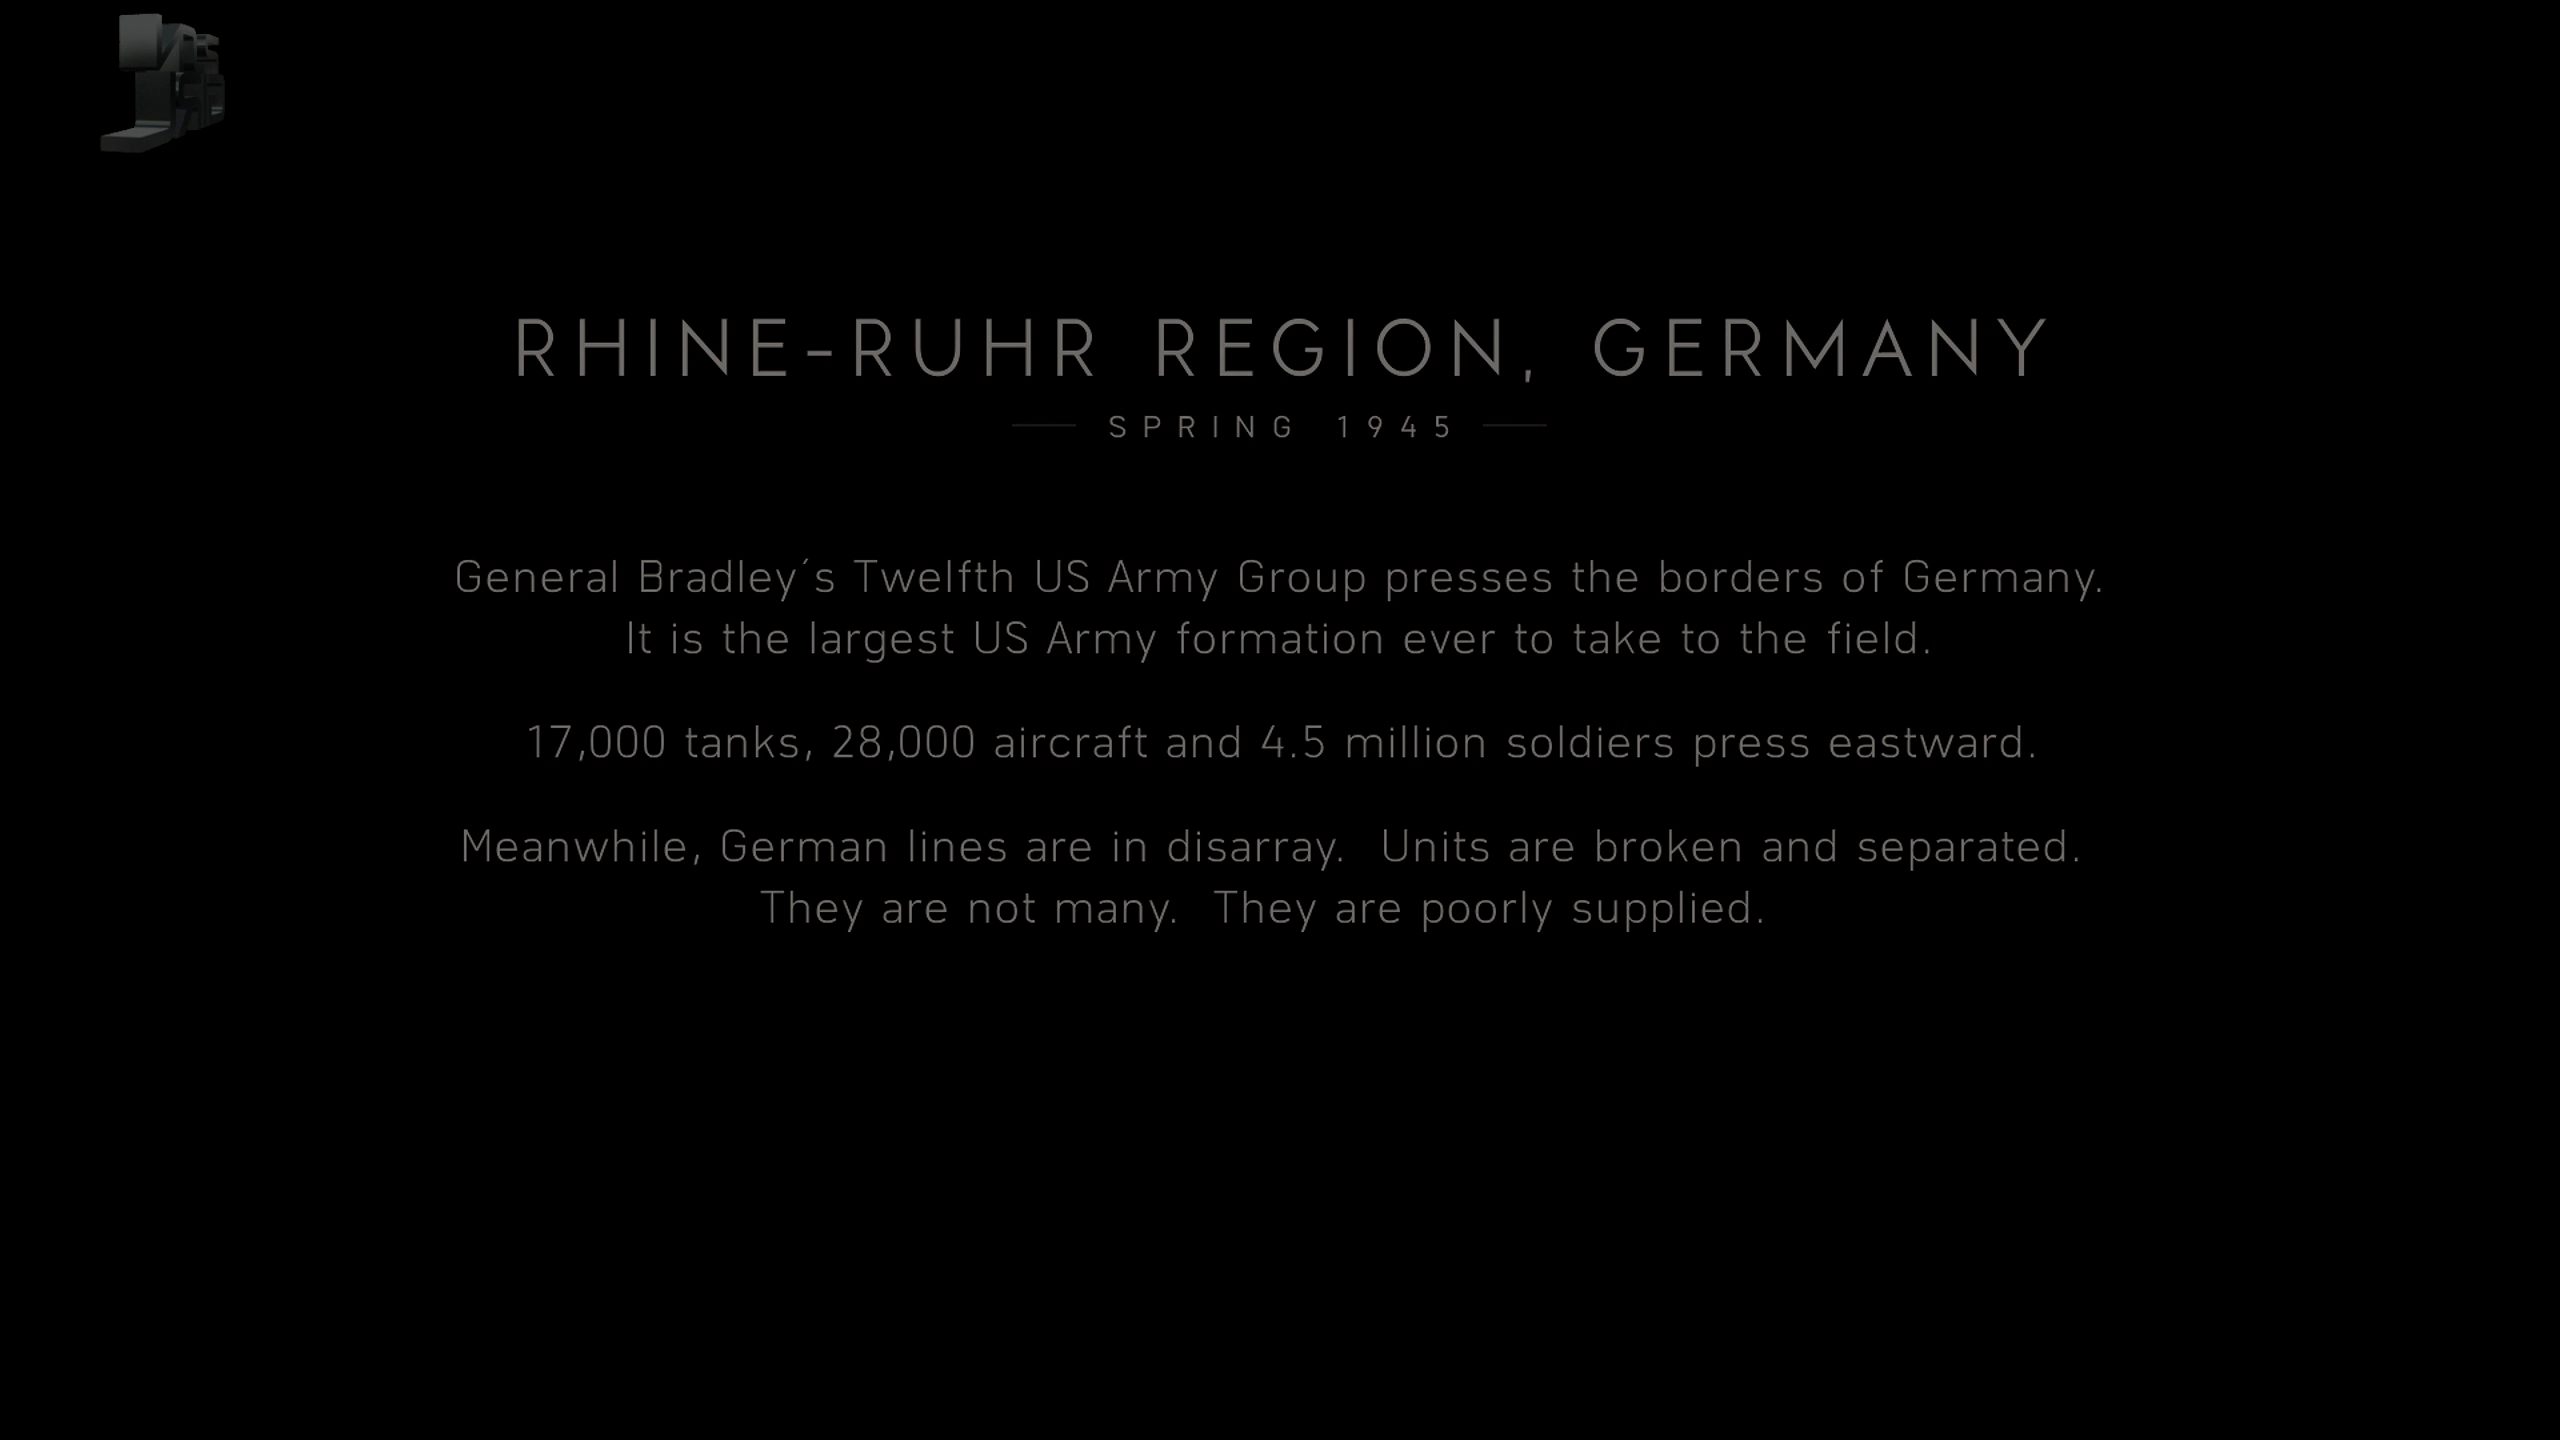 RHINE-RUHR REGION, GERMANY
SPRING 1945
General Bradley´s Twelfth US Army Group presses the borders of Germany.
It is the largest US Army formation ever to take to the field.
17,000 tanks, 28,000 aircraft and 4.5 million soldiers press eastward.
Meanwhile, German lines are in disarray.  Units are broken and separated.
They are not many.  They are poorly supplied.